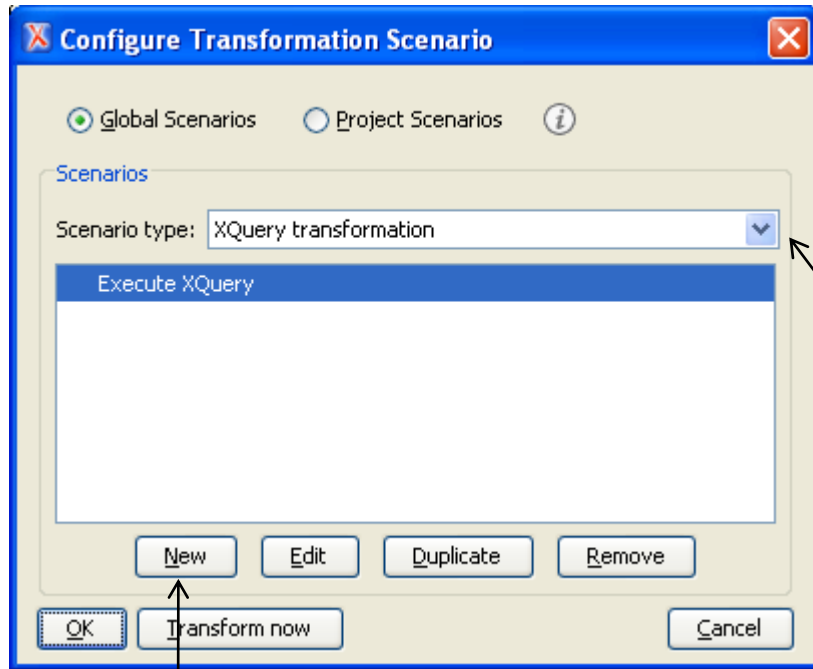 Configure Transformation Scenario
Global Scenarios Project Scenarios i
Scenarios
Scenario type: XQuery transformation
Execute XQuery
New Edit Duplicate Remove
OK Transform now Cancel